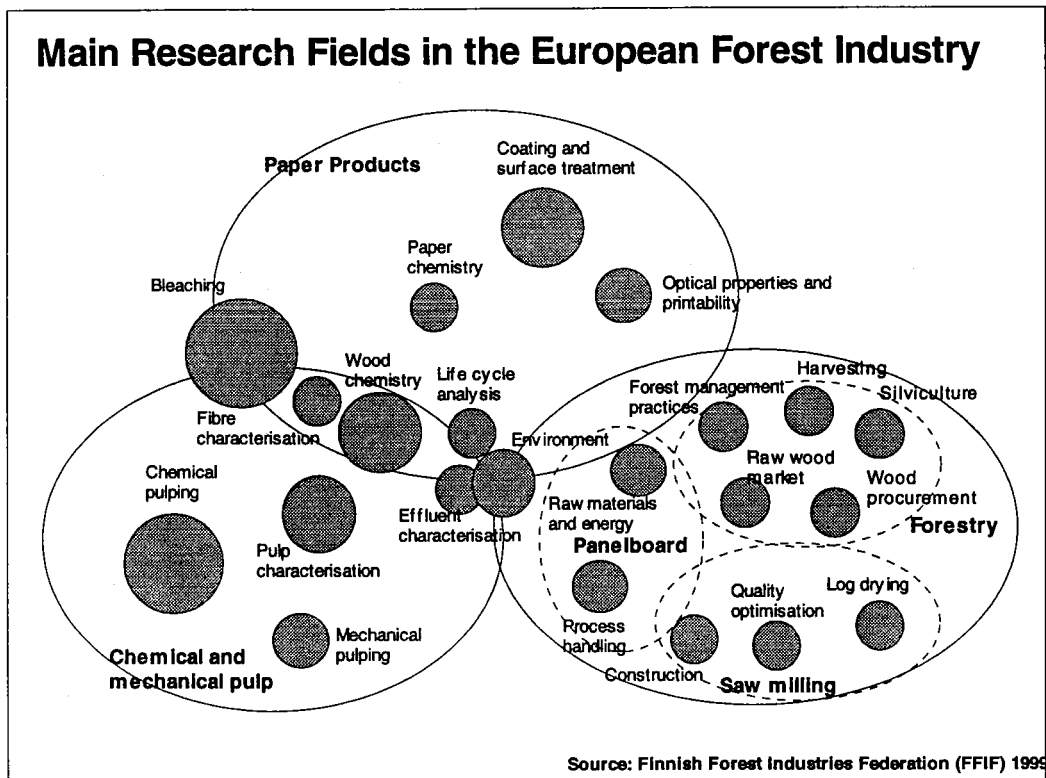 Main Research Fields in the European Forest Industry
Paper Products
Coating and
surface treatment
Paper
chemistry
Optical properties and
printability
Bleaching
Wood
chemistry
Life cycle
analysis
Fibre
characterisation
Environment
Effluent
characterisation
Chemical
pulping
Pulp
characterisation
Mechanical
pulping
Chemical and
mechanical pulp
Harvesting
Forest management
practices
Silviculture
Raw wood
market
Wood
procurement
Forestry
Raw materials
and energy
Panelboard
Process
handling
Quality
optimisation
Log drying
Construction
Saw milling
Source: Finnish Forest Industries Federation (FFIF) 1999